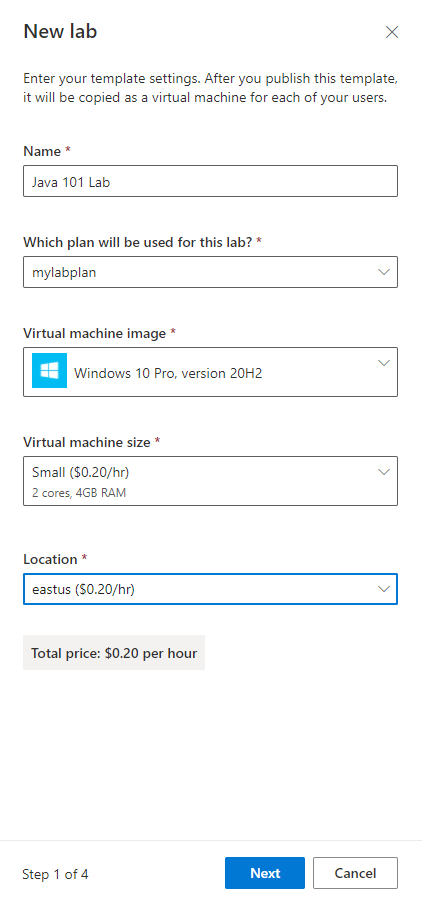 New lab
Enter your template settings. After you publish this template,
it will be copied as a virtual machine for each of your users.
Name *
Java 101 Lab
Which plan will be used for this lab? *
mylabplan
Virtual machine image *
Windows 10 Pro, version 20H2
Virtual machine size *
Small ($0.20/hr)
2 cores, 4GB RAM
Location *
eastus ($0.20/hr)
Total price: $0.20 per hour
Step 1 of 4
Next
Cancel